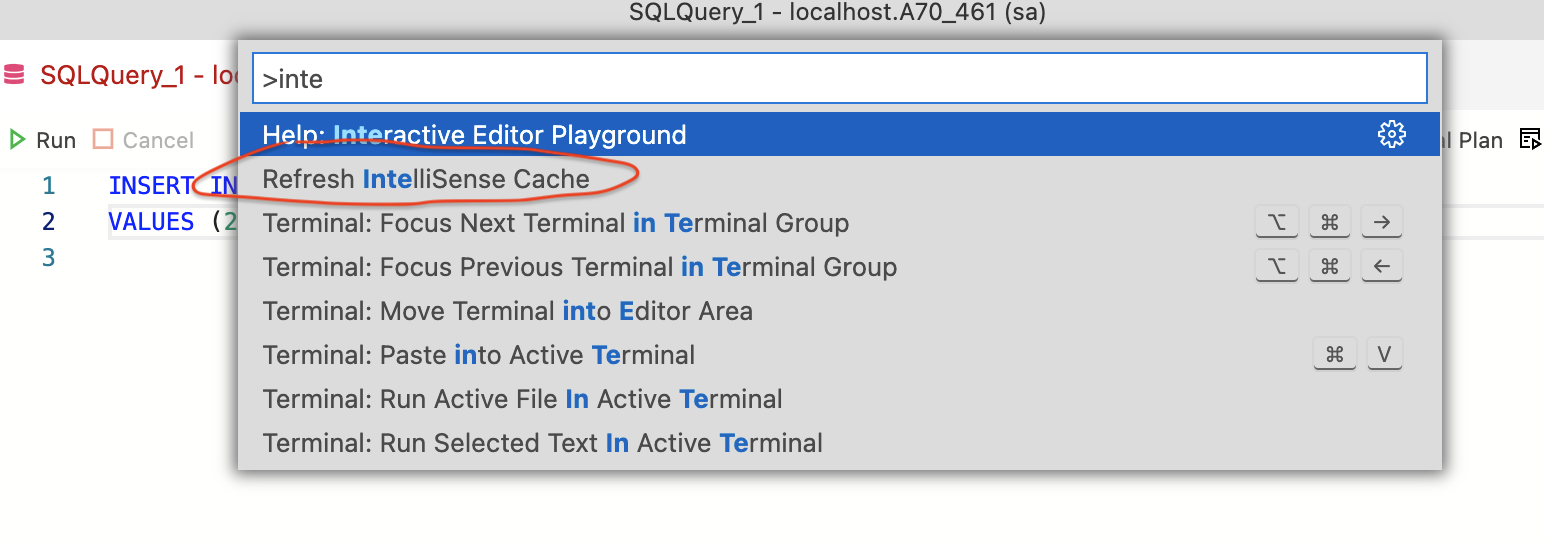 SQLQuery_1 - localhost.A70_461 (sa)
SQLQuery_1 -
>inte
Help: Interactive Editor Playground
Run Cancel Plan
Refresh IntelliSense Cache
1 INSERT IN
2 VALUES (2
Terminal: Focus Next Terminal in Terminal Group ⌥ ⌘ →
3
Terminal: Focus Previous Terminal in Terminal Group ⌥ ⌘ ←
Terminal: Move Terminal into Editor Area
Terminal: Paste into Active Terminal ⌘ V
Terminal: Run Active File In Active Terminal
Terminal: Run Selected Text In Active Terminal